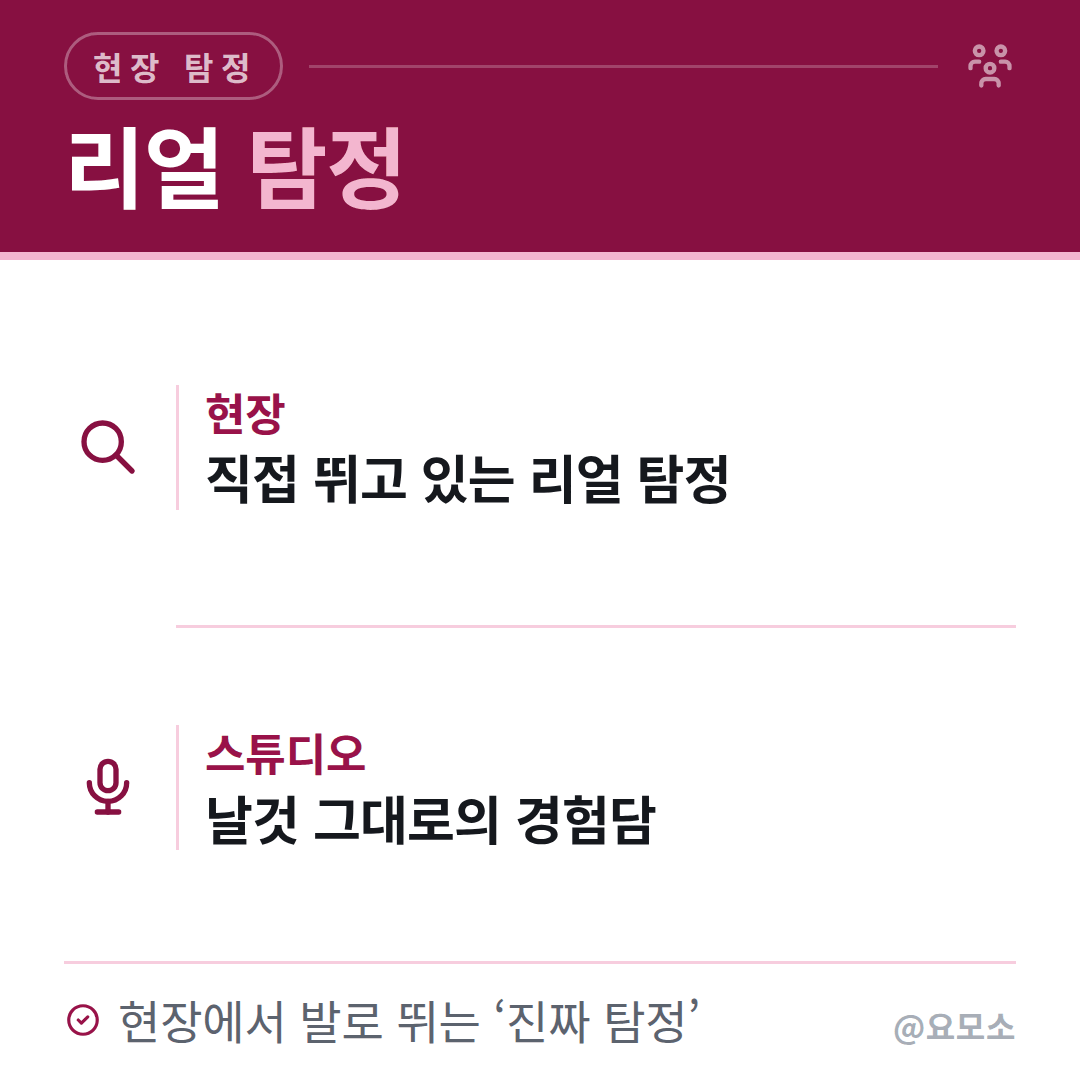 현장 탐정
리얼 탐정
현장
직접 뛰고 있는 리얼 탐정
스튜디오
날것 그대로의 경험담
현장에서 발로 뛰는 ‘진짜 탐정’
@요모소